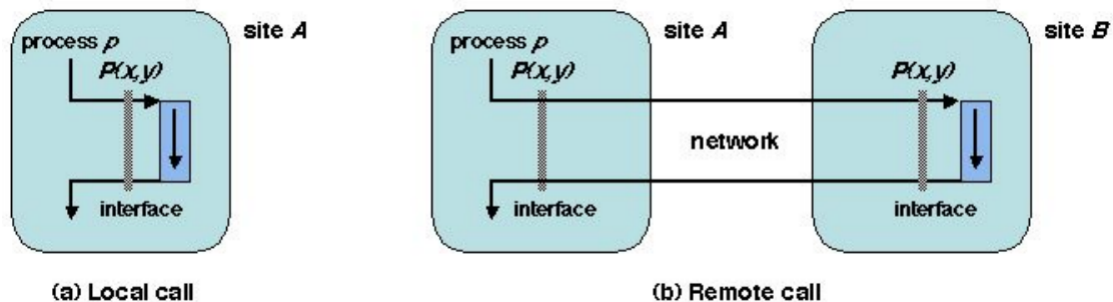 site A
process p
P(x,y)
interface
(a) Local call
site A
process p
P(x,y)
interface
network
site B
P(x,y)
interface
(b) Remote call